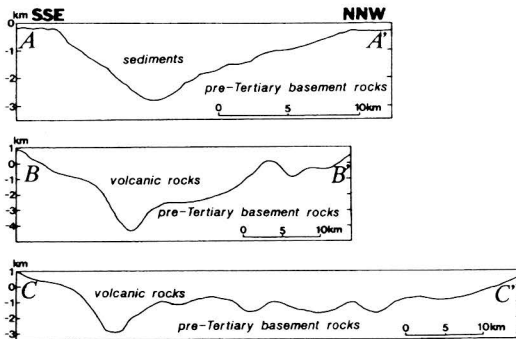 km SSE NNW
0
A A'
-1
sediments
-2
pre-Tertiary basement rocks
-3
0 5 10km
km
1
0
B B'
-1
volcanic rocks
-2
-3
pre-Tertiary basement rocks
-4
0 5 10km
km
1
0
C C'
volcanic rocks
-1
-2
pre-Tertiary basement rocks
-3
0 5 10km